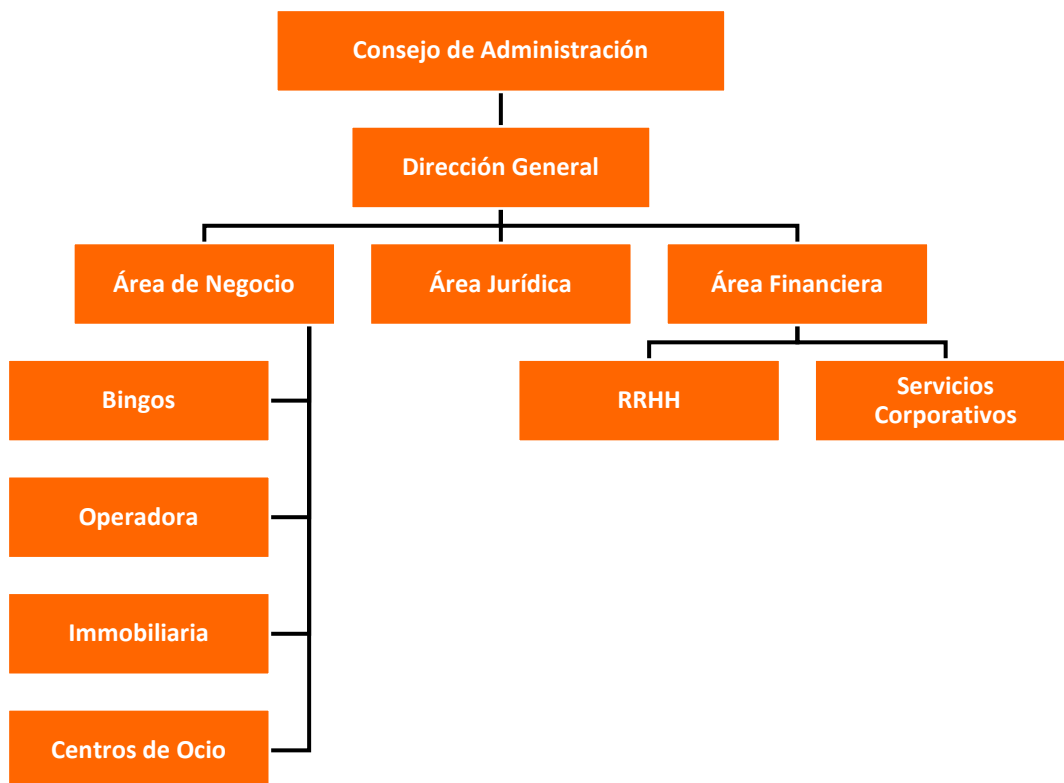 Consejo de Administración
Dirección General
Área de Negocio
Área Jurídica
Área Financiera
Bingos
RRHH
Servicios
Corporativos
Operadora
Immobiliaria
Centros de Ocio